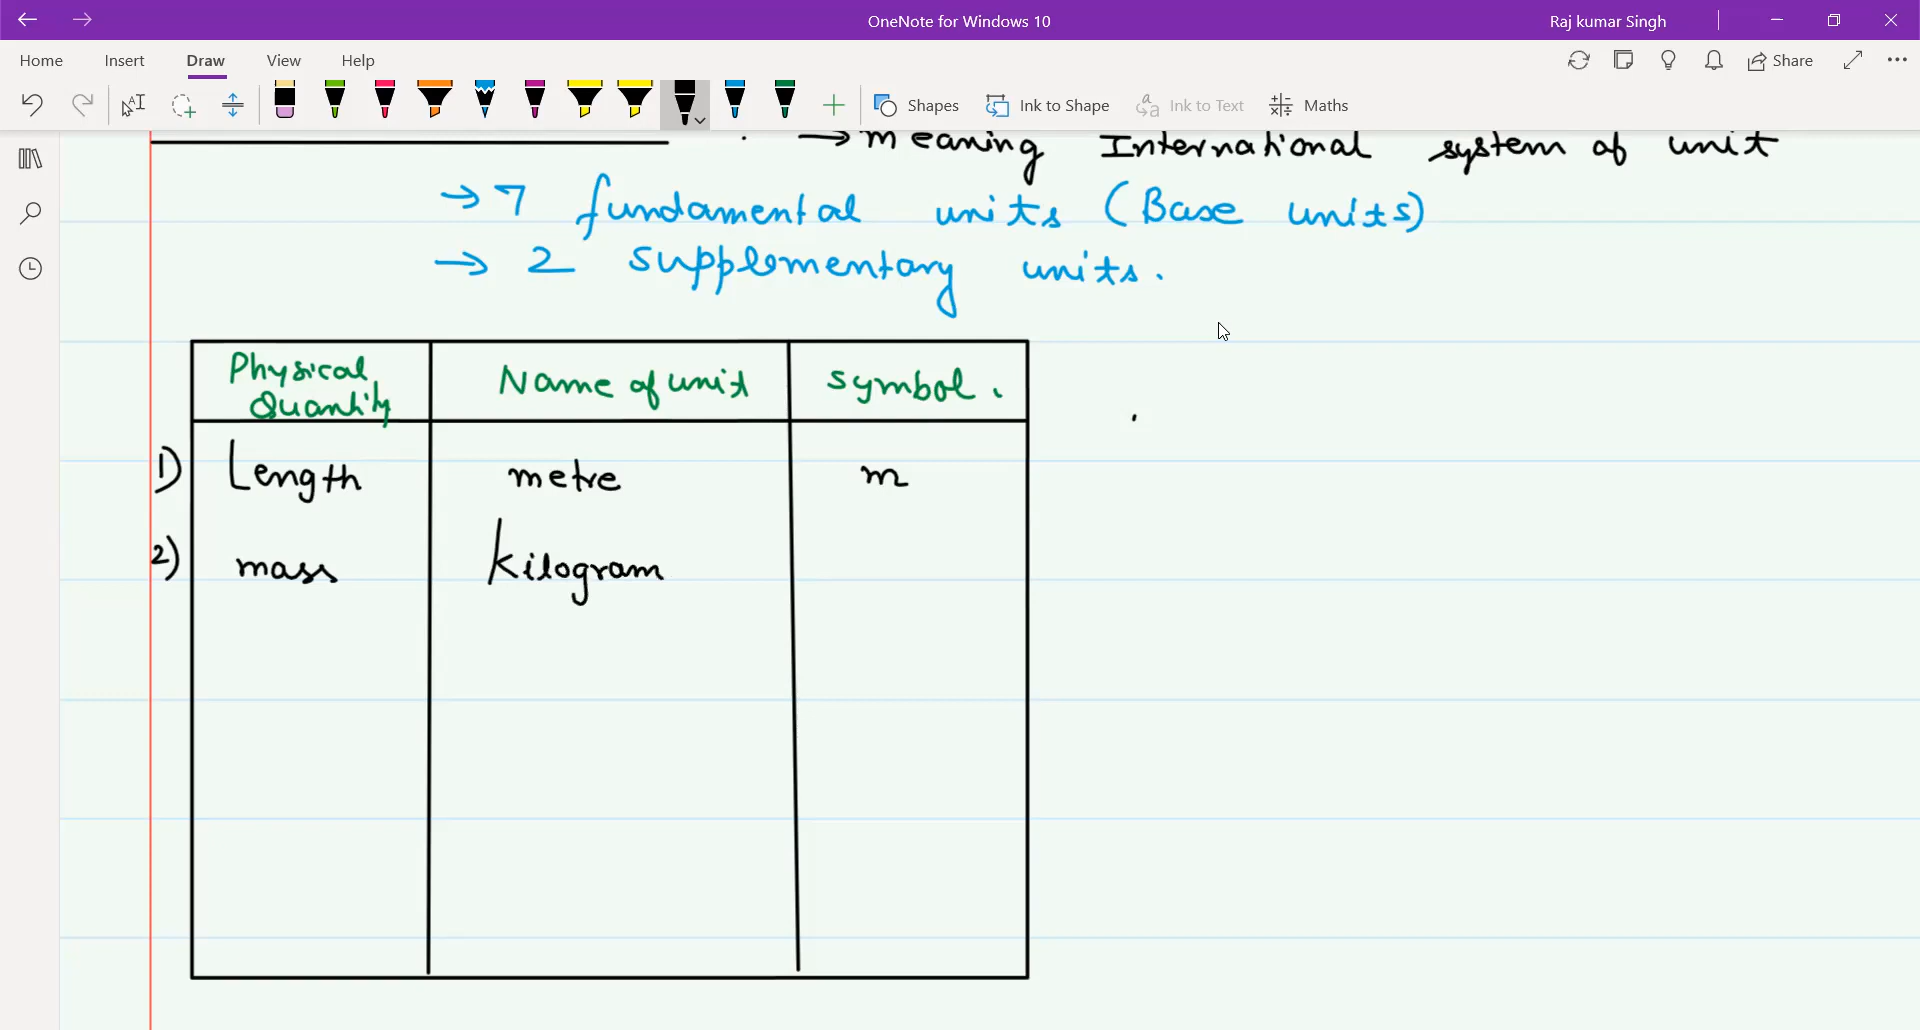 OneNote for Windows 10
Raj kumar Singh
Home Insert Draw View Help
Share
Shapes Ink to Shape Ink to Text Maths
→ meaning International system of unit
→ 7 fundamental units (Base units)
→ 2 supplementary units.
Physical Quantity Name of unit symbol.
1) Length metre m
2) mass kilogram